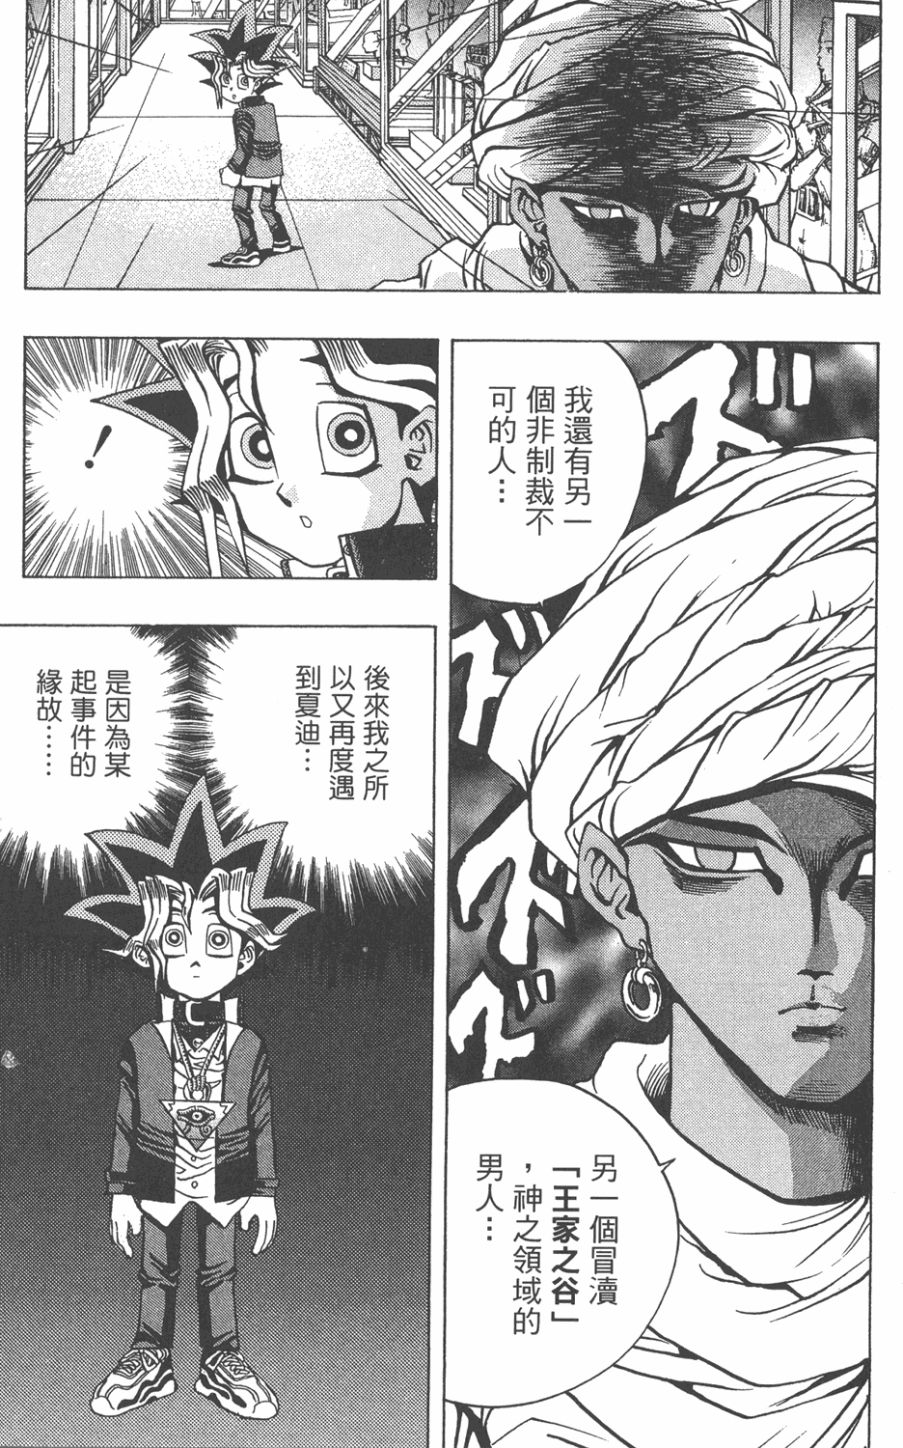 我還有另一
個非制裁不
可的人…
！
另一個冒瀆
「王家之谷」
，神之領域的
男人…
後來我之所
以又再度遇
到夏迪…
是因為某
起事件的
緣故……